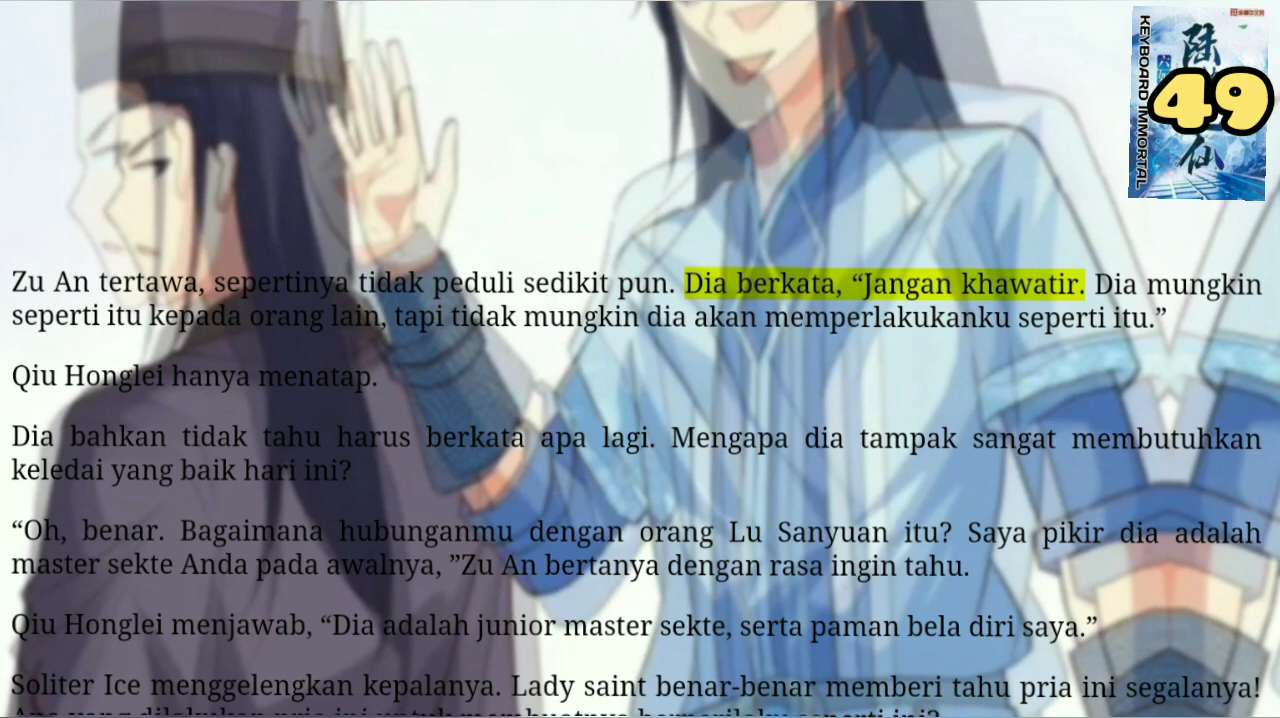 KEYBOARD IMMORTAL
49
Zu An tertawa, sepertinya tidak peduli sedikit pun. Dia berkata, “Jangan khawatir. Dia mungkin
seperti itu kepada orang lain, tapi tidak mungkin dia akan memperlakukanku seperti itu.”
Qiu Honglei hanya menatap.
Dia bahkan tidak tahu harus berkata apa lagi. Mengapa dia tampak sangat membutuhkan
keledai yang baik hari ini?
“Oh, benar. Bagaimana hubunganmu dengan orang Lu Sanyuan itu? Saya pikir dia adalah
master sekte Anda pada awalnya, ”Zu An bertanya dengan rasa ingin tahu.
Qiu Honglei menjawab, “Dia adalah junior master sekte, serta paman bela diri saya.”
Soliter Ice menggelengkan kepalanya. Lady saint benar-benar memberi tahu pria ini segalanya!